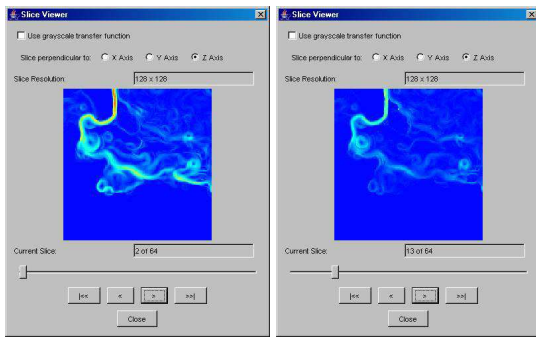 Slice Viewer
Use grayscale transfer function
Slice perpendicular to: X Axis Y Axis Z Axis
Slice Resolution: 128 x 128
Current Slice: 2 of 64
|<< < > >>|
Close
Slice Viewer
Use grayscale transfer function
Slice perpendicular to: X Axis Y Axis Z Axis
Slice Resolution: 128 x 128
Current Slice: 13 of 64
|<< < > >>|
Close